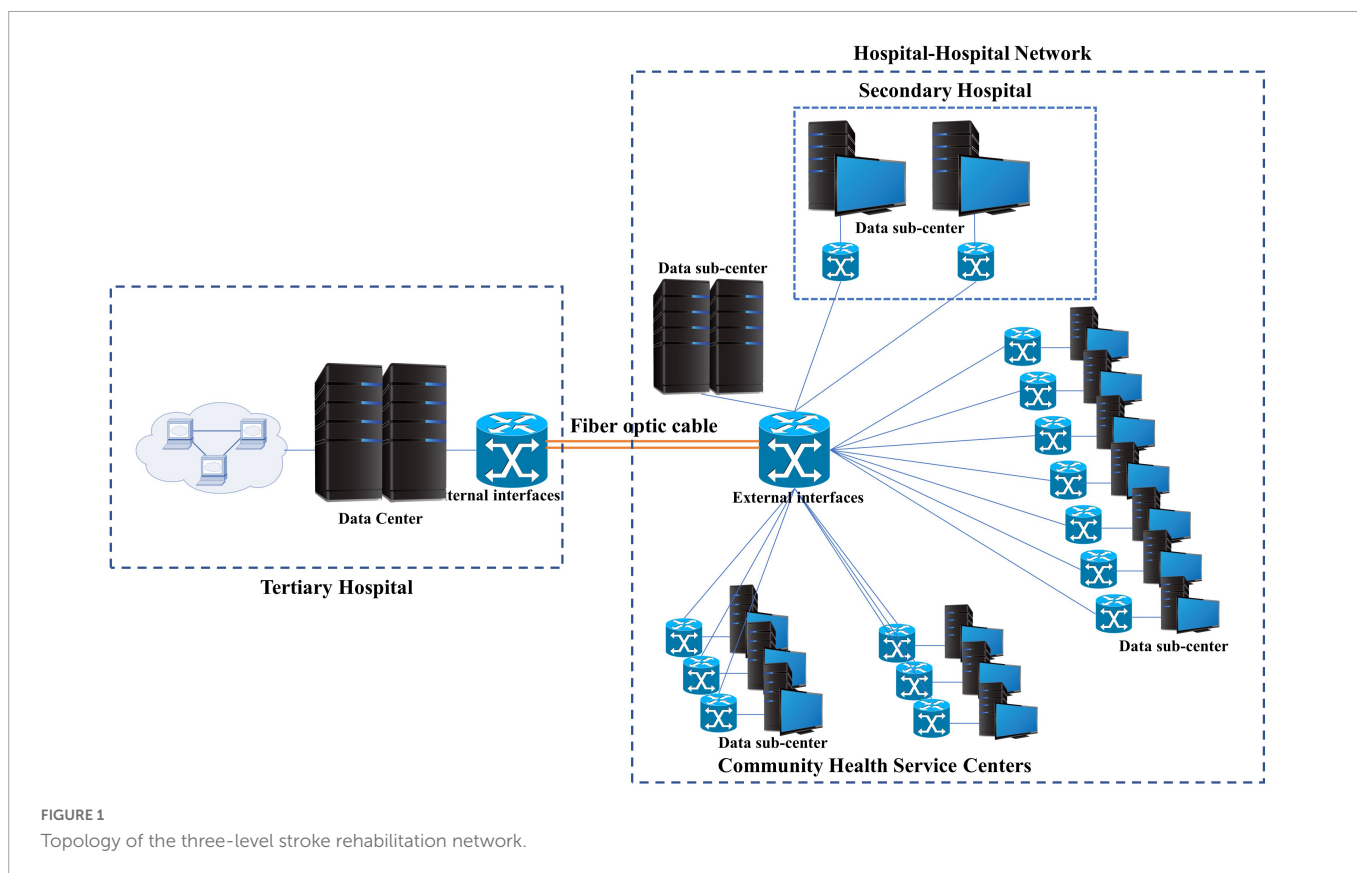 Hospital-Hospital Network
Secondary Hospital
Data sub-center
Data sub-center
Fiber optic cable
ternal interfaces
Data Center
Tertiary Hospital
External interfaces
Data sub-center
Data sub-center
Community Health Service Centers
FIGURE 1
Topology of the three-level stroke rehabilitation network.